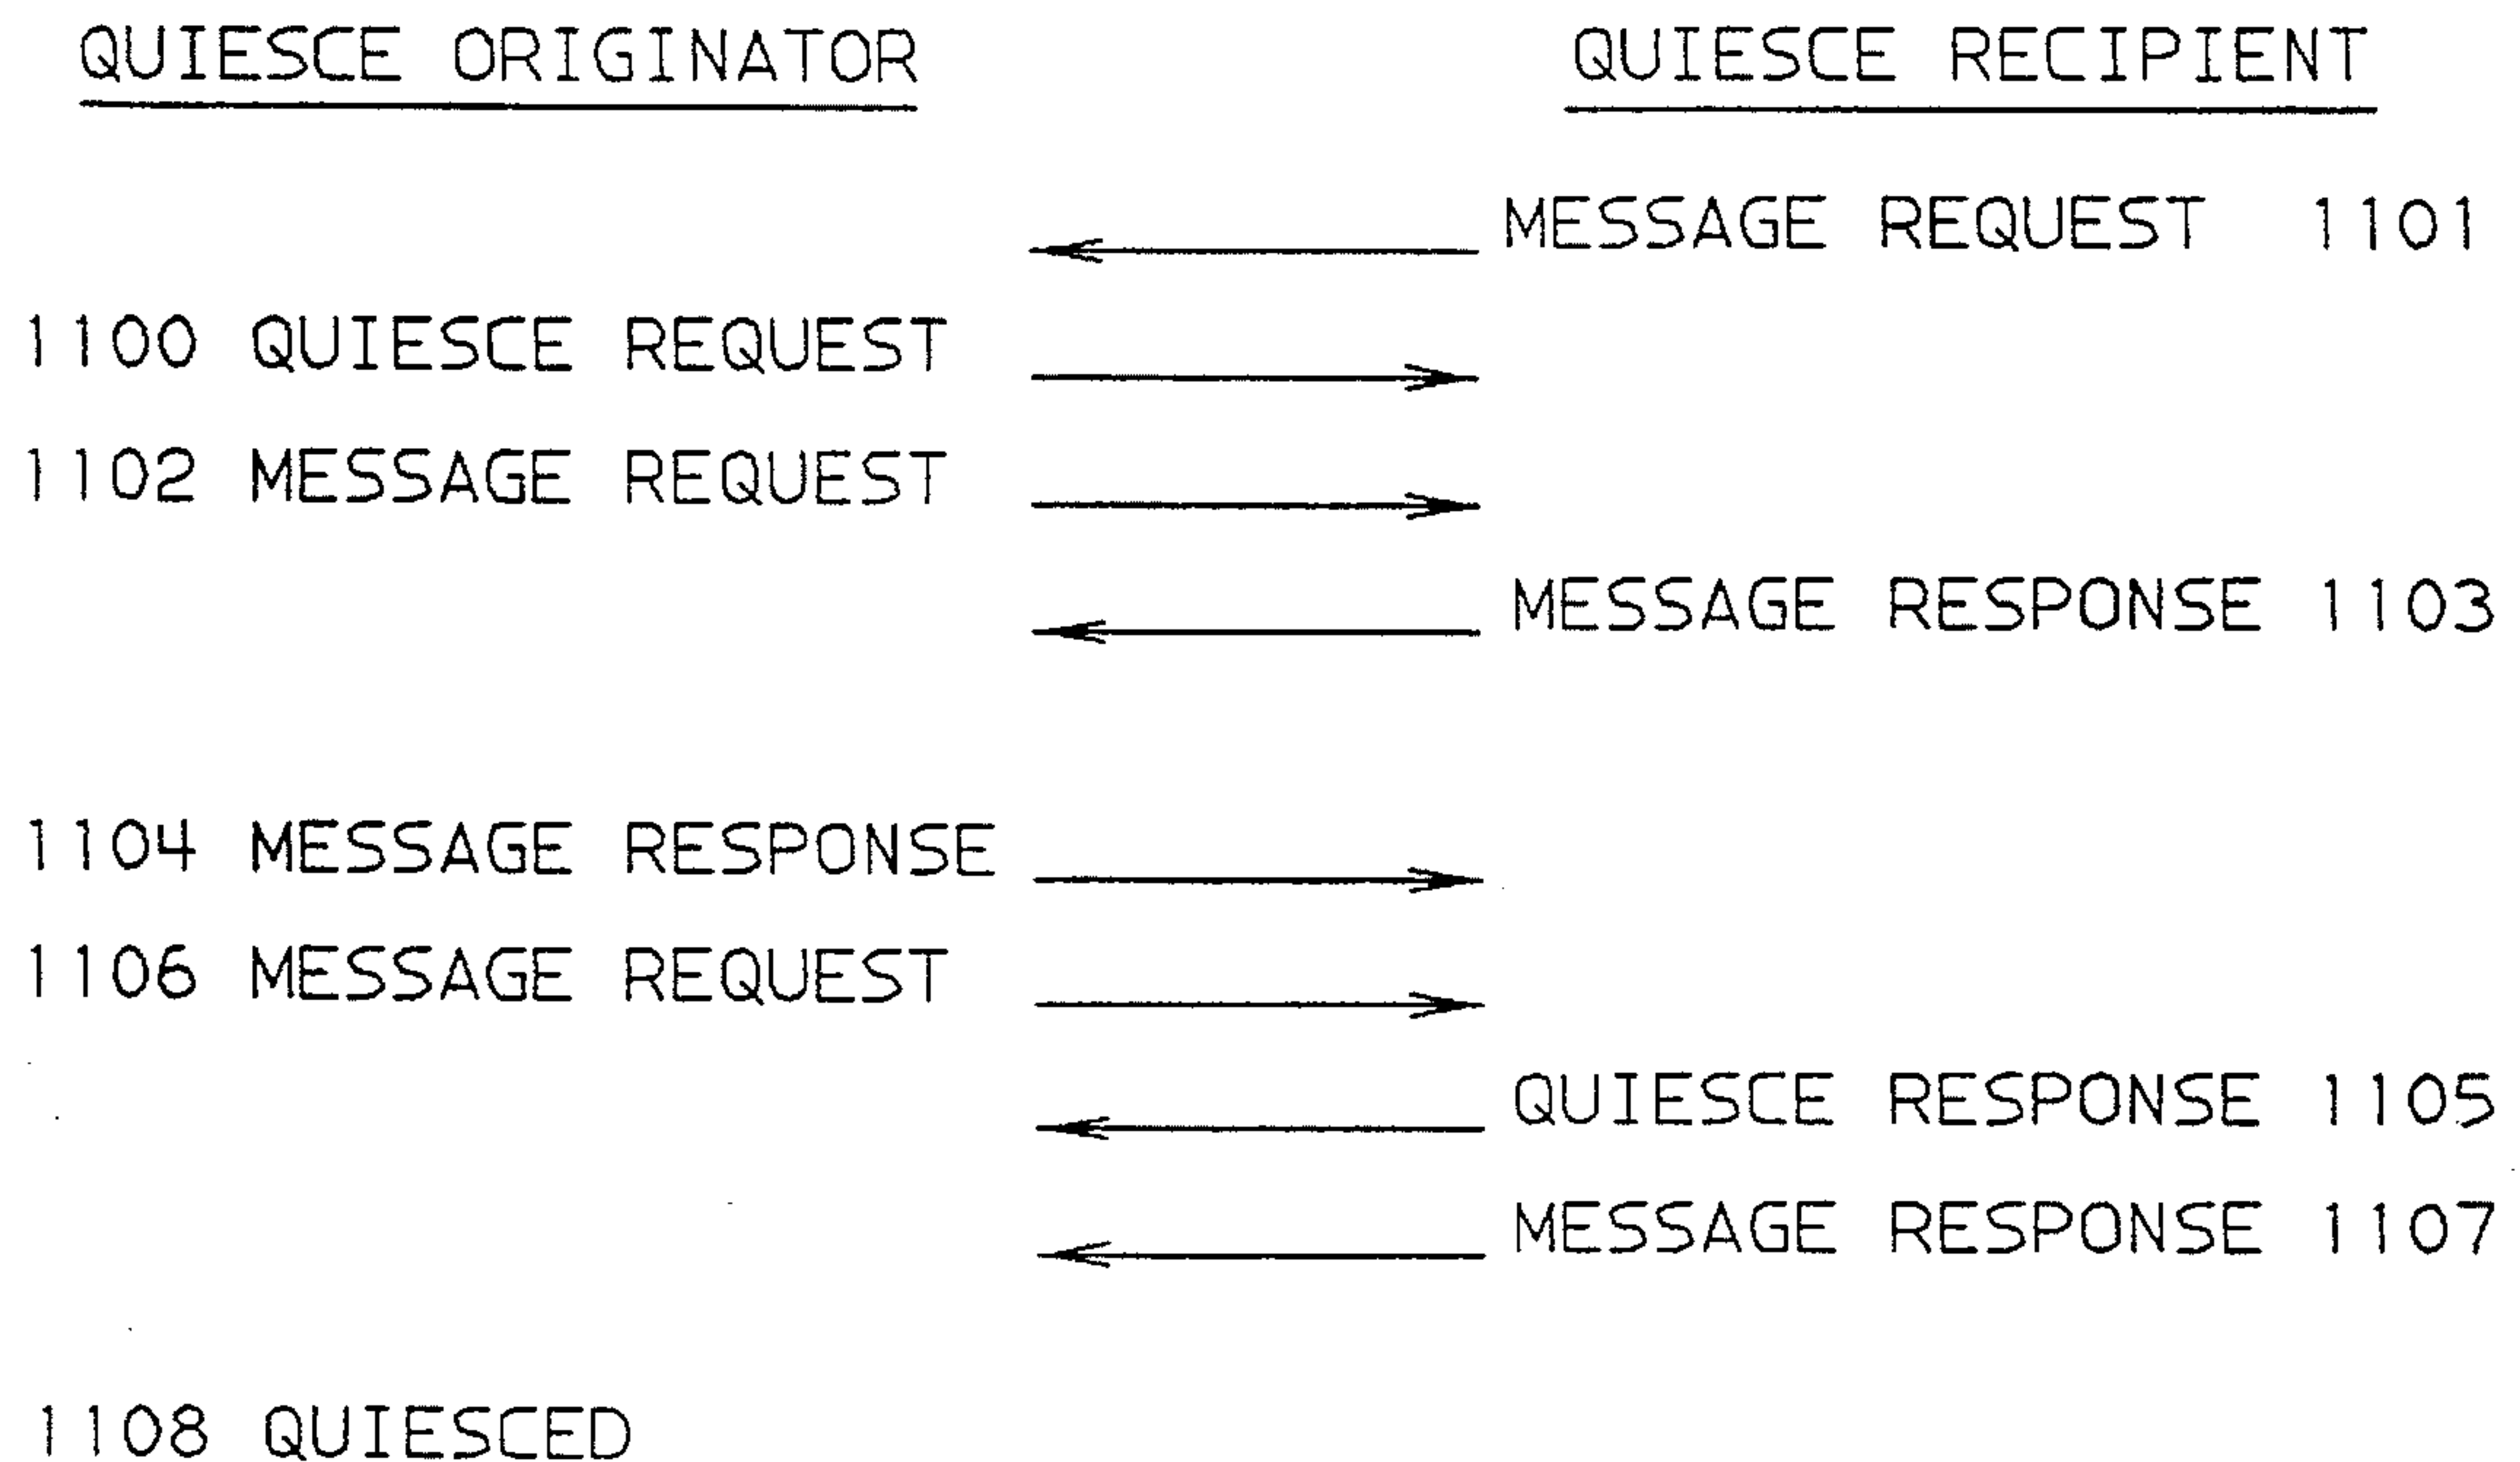 QUIESCE ORIGINATOR QUIESCE RECIPIENT
MESSAGE REQUEST 1101
1100 QUIESCE REQUEST
1102 MESSAGE REQUEST
MESSAGE RESPONSE 1103
1104 MESSAGE RESPONSE
1106 MESSAGE REQUEST
QUIESCE RESPONSE 1105
MESSAGE RESPONSE 1107
1108 QUIESCED